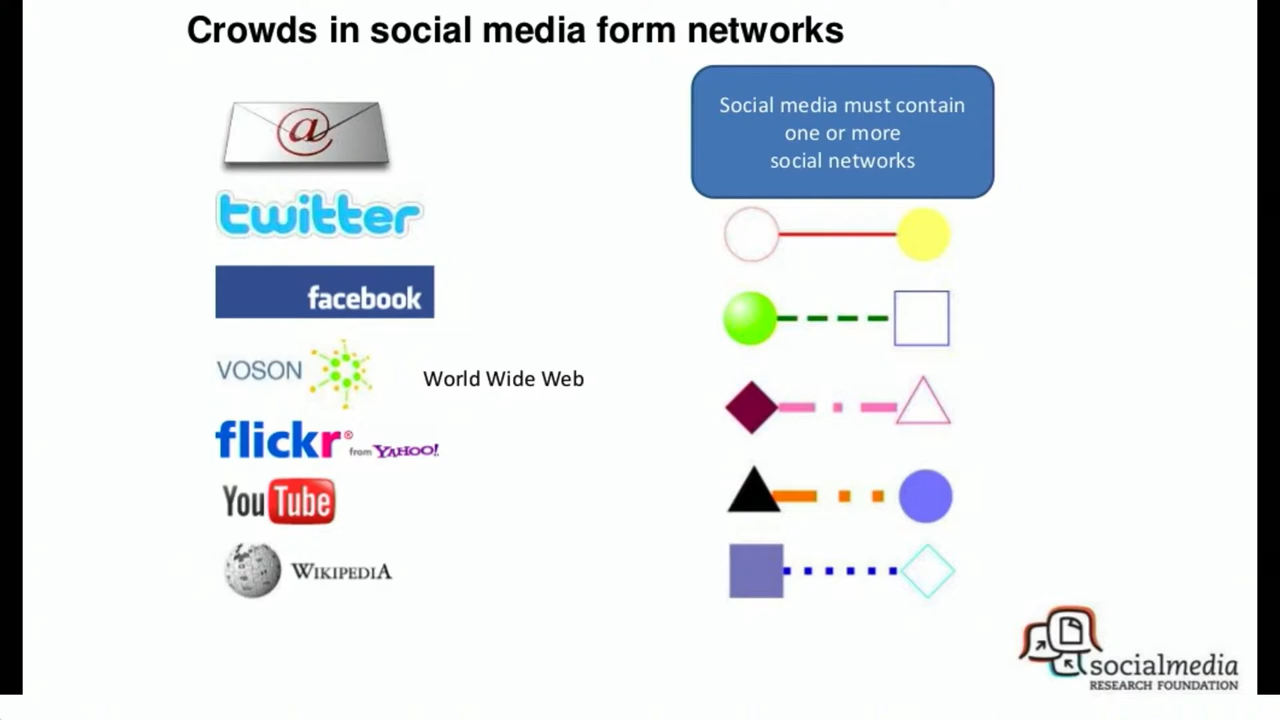 Crowds in social media form networks
@
twitter
facebook
VOSON
World Wide Web
flickr®
from YAHOO!
YouTube
WIKIPEDIA
Social media must contain
one or more
social networks
socialmedia
RESEARCH FOUNDATION